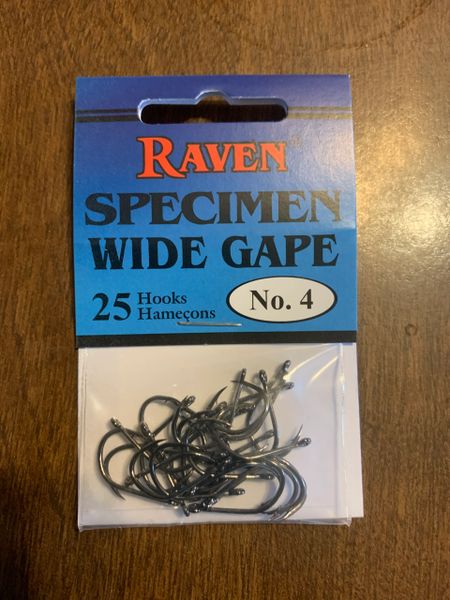 RAVEN®
SPECIMEN
WIDE GAPE
25 Hooks
Hameçons
No. 4